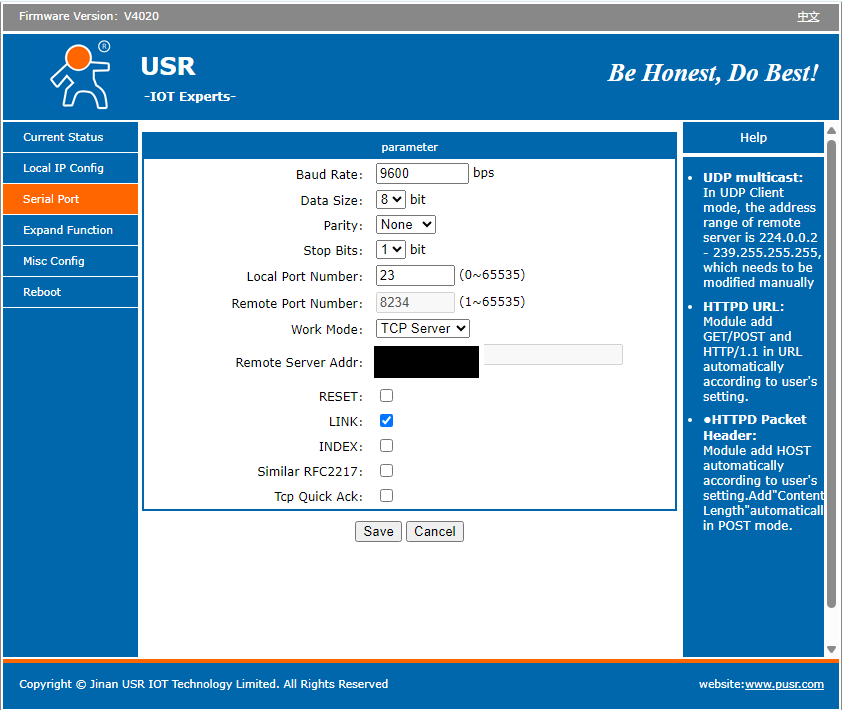 Firmware Version: V4020
中文
®
USR
-IOT Experts-
Be Honest, Do Best!
Current Status
Local IP Config
Serial Port
Expand Function
Misc Config
Reboot
parameter
Baud Rate: 9600 bps
Data Size: 8 bit
Parity: None
Stop Bits: 1 bit
Local Port Number: 23 (0~65535)
Remote Port Number: 8234 (1~65535)
Work Mode: TCP Server
Remote Server Addr:
RESET:
LINK:
INDEX:
Similar RFC2217:
Tcp Quick Ack:
Save Cancel
Help
• UDP multicast:
In UDP Client
mode, the address
range of remote
server is 224.0.0.2
- 239.255.255.255,
which needs to be
modified manually
• HTTPD URL:
Module add
GET/POST and
HTTP/1.1 in URL
automatically
according to user's
setting.
• ●HTTPD Packet
Header:
Module add HOST
automatically
according to user's
setting.Add"Content
Length"automaticall
in POST mode.
Copyright © Jinan USR IOT Technology Limited. All Rights Reserved
website:www.pusr.com